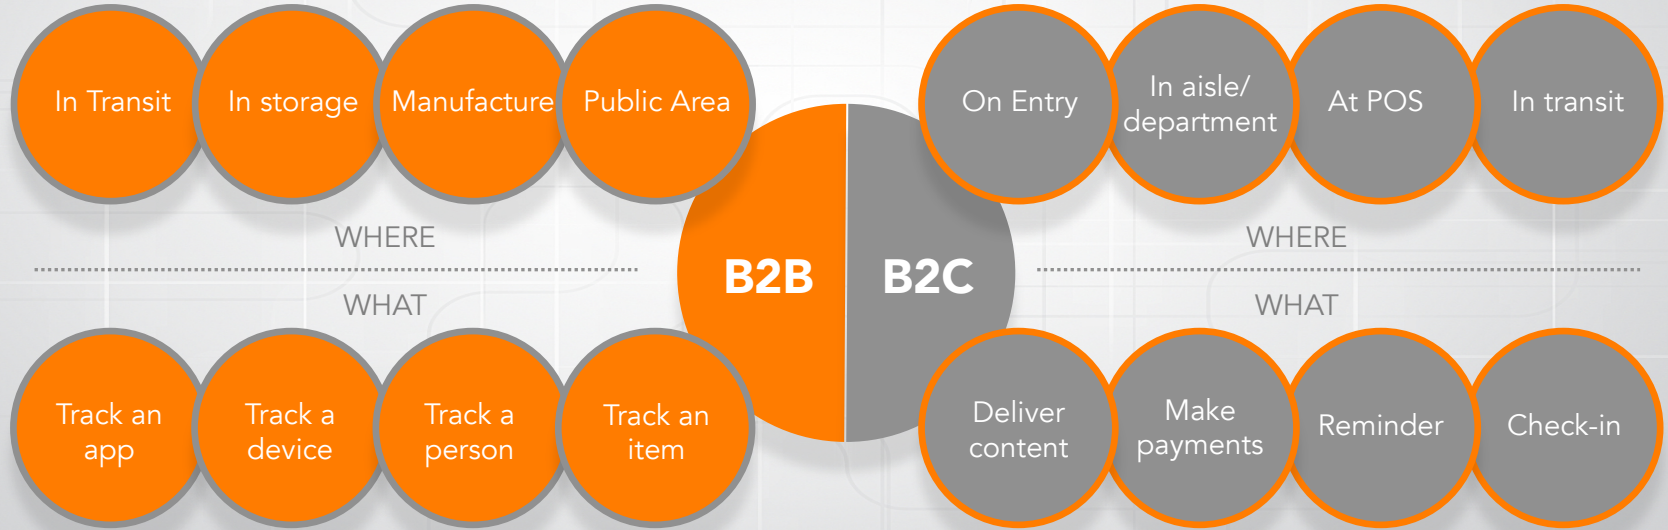 In Transit
In storage
Manufacture
Public Area
On Entry
In aisle/
department
At POS
In transit
WHERE
WHERE
B2B
B2C
WHAT
WHAT
Track an
app
Track a
device
Track a
person
Track an
item
Deliver
content
Make
payments
Reminder
Check-in